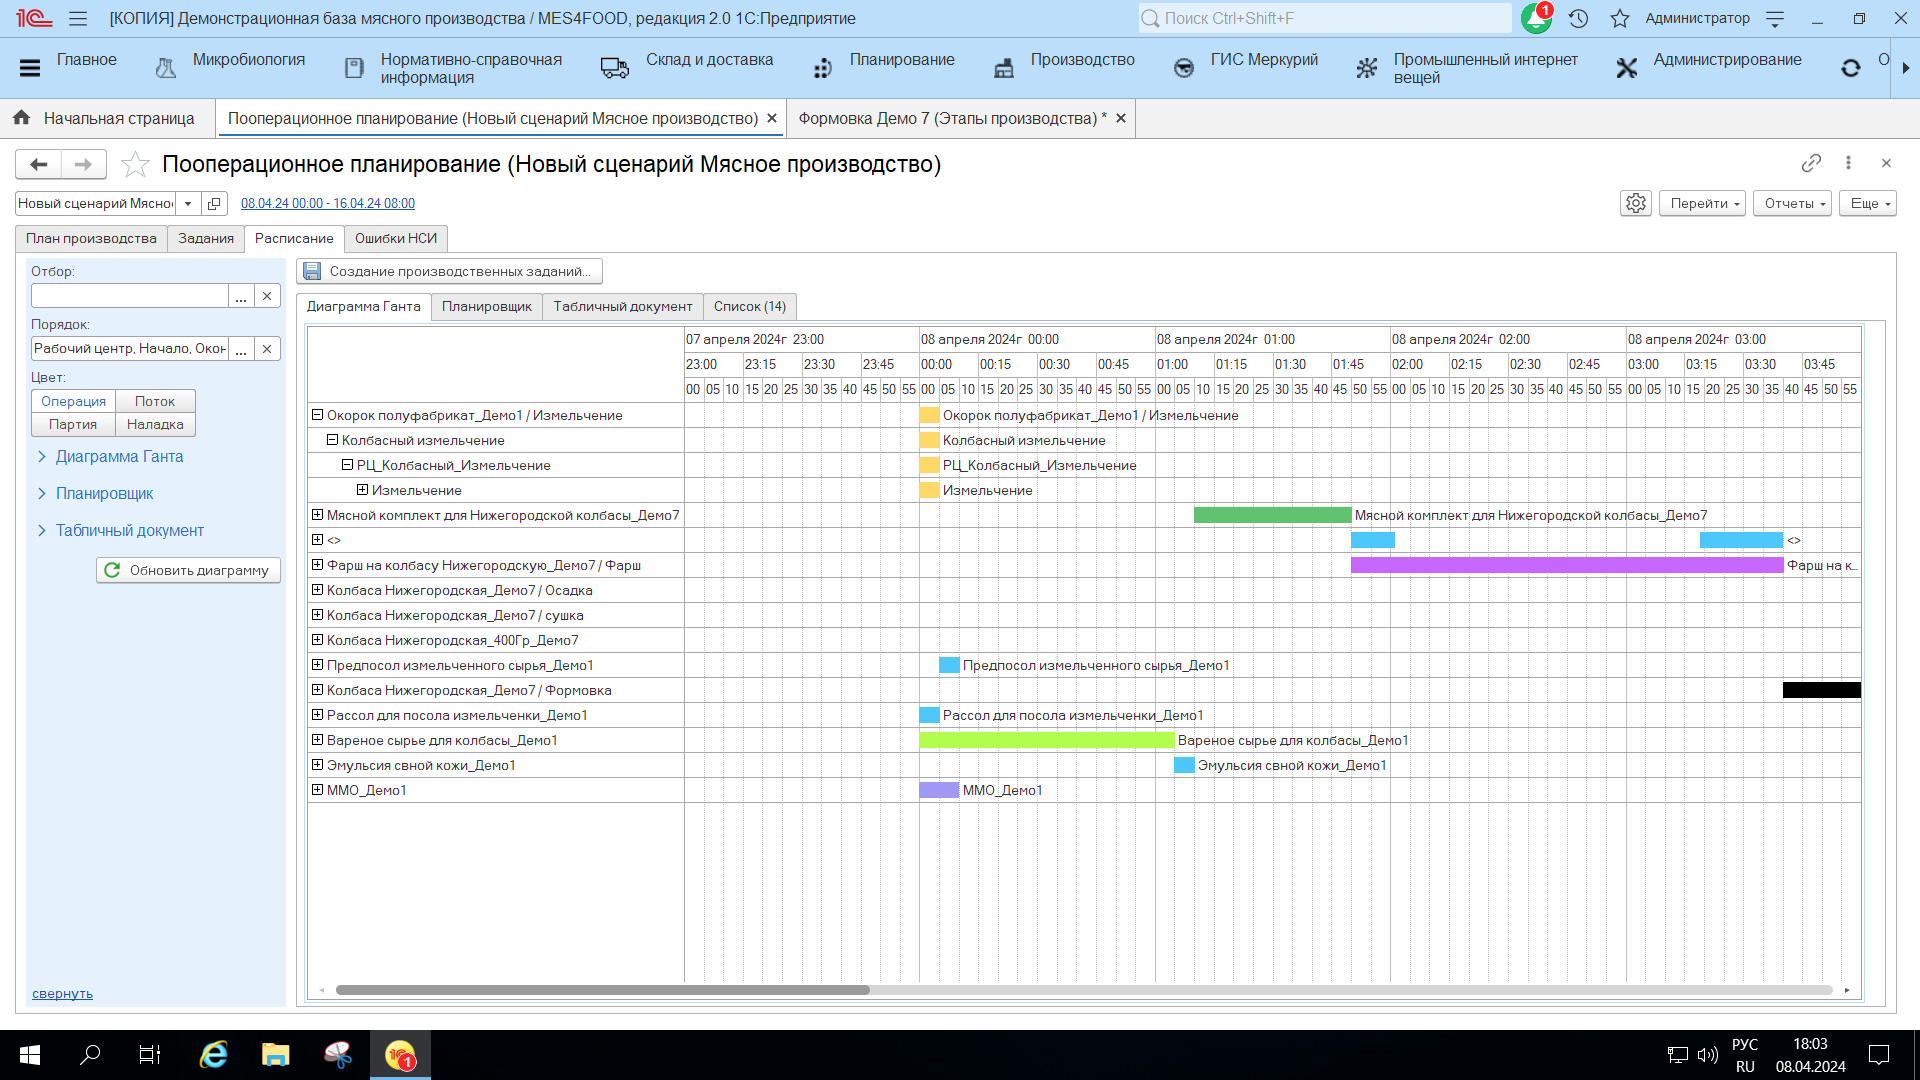 [КОПИЯ] Демонстрационная база мясного производства / MES4FOOD, редакция 2.0 1С:Предприятие
Поиск Ctrl+Shift+F
1
Администратор
Главное
Микробиология
Нормативно-справочная информация
Склад и доставка
Планирование
Производство
ГИС Меркурий
Промышленный интернет вещей
Администрирование
О
Начальная страница
Пооперационное планирование (Новый сценарий Мясное производство)
Формовка Демо 7 (Этапы производства) *
Пооперационное планирование (Новый сценарий Мясное производство)
Новый сценарий Мясно
08.04.24 00:00 - 16.04.24 08:00
Перейти
Отчеты
Еще
План производства
Задания
Расписание
Ошибки НСИ
Отбор:
...
Порядок:
Рабочий центр, Начало, Окон
...
Цвет:
Операция
Поток
Партия
Наладка
Диаграмма Ганта
Планировщик
Табличный документ
Обновить диаграмму
свернуть
Создание производственных заданий...
Диаграмма Ганта
Планировщик
Табличный документ
Список (14)
07 апреля 2024г 23:00
08 апреля 2024г 00:00
08 апреля 2024г 01:00
08 апреля 2024г 02:00
08 апреля 2024г 03:00
23:00 23:15 23:30 23:45 00:00 00:15 00:30 00:45 01:00 01:15 01:30 01:45 02:00 02:15 02:30 02:45 03:00 03:15 03:30 03:45
00 05 10 15 20 25 30 35 40 45 50 55 00 05 10 15 20 25 30 35 40 45 50 55 00 05 10 15 20 25 30 35 40 45 50 55 00 05 10 15 20 25 30 35 40 45 50 55 00 05 10 15 20 25 30 35 40 45 50 55
Окорок полуфабрикат_Демо1 / Измельчение
Окорок полуфабрикат_Демо1 / Измельчение
Колбасный измельчение
Колбасный измельчение
РЦ_Колбасный_Измельчение
РЦ_Колбасный_Измельчение
Измельчение
Измельчение
Мясной комплект для Нижегородской колбасы_Демо7
Мясной комплект для Нижегородской колбасы_Демо7
<>
<>
Фарш на колбасу Нижегородскую_Демо7 / Фарш
Фарш на к...
Колбаса Нижегородская_Демо7 / Осадка
Колбаса Нижегородская_Демо7 / сушка
Колбаса Нижегородская_400Гр_Демо7
Предпосол измельченного сырья_Демо1
Предпосол измельченного сырья_Демо1
Колбаса Нижегородская_Демо7 / Формовка
Рассол для посола измельченки_Демо1
Рассол для посола измельченки_Демо1
Вареное сырье для колбасы_Демо1
Вареное сырье для колбасы_Демо1
Эмульсия свной кожи_Демо1
Эмульсия свной кожи_Демо1
ММО_Демо1
ММО_Демо1
1
РУС
RU
18:03
08.04.2024